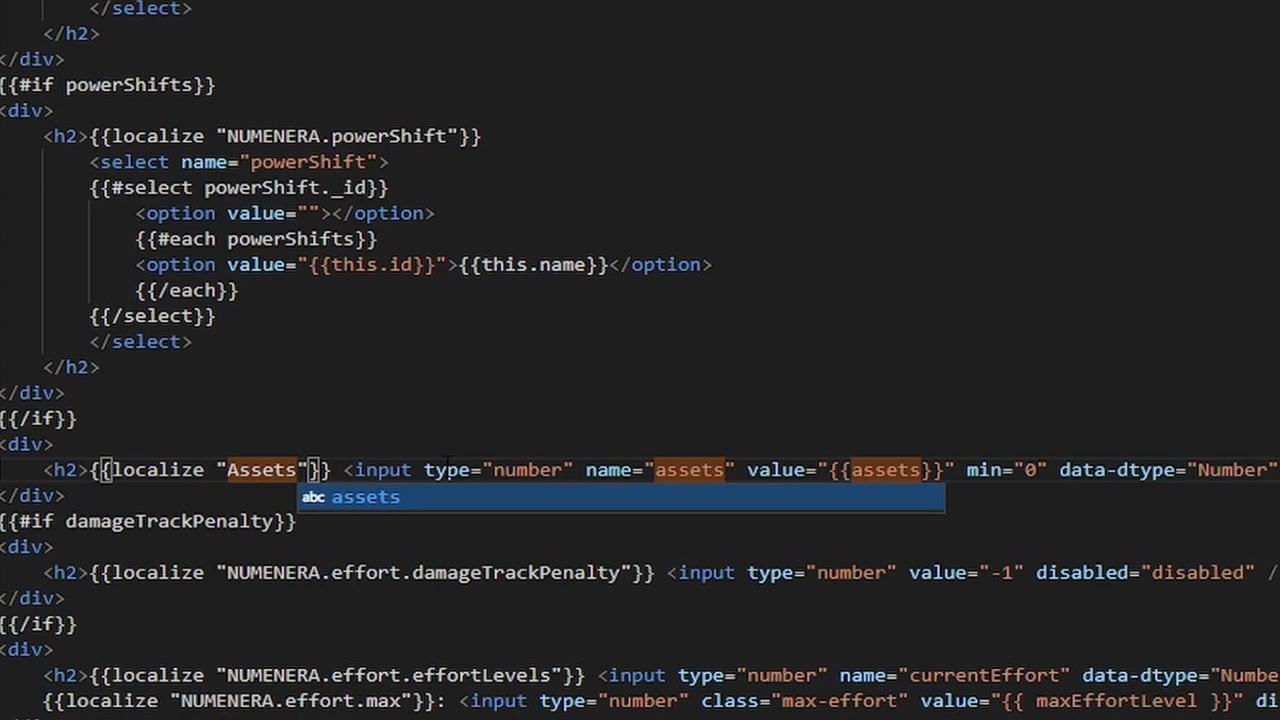 </select>
</h2>
</div>
{{#if powerShifts}}
<div>
<h2>{{localize "NUMENERA.powerShift"}}
<select name="powerShift">
{{#select powerShift._id}}
<option value=""></option>
{{#each powerShifts}}
<option value="{{this.id}}">{{this.name}}</option>
{{/each}}
{{/select}}
</select>
</h2>
</div>
{{/if}}
<div>
<h2>{{localize "Assets"}} <input type="number" name="assets" value="{{assets}}" min="0" data-dtype="Number"
abc assets
</div>
{{#if damageTrackPenalty}}
<div>
<h2>{{localize "NUMENERA.effort.damageTrackPenalty"}} <input type="number" value="-1" disabled="disabled" /
</div>
{{/if}}
<div>
<h2>{{localize "NUMENERA.effort.effortLevels"}} <input type="number" name="currentEffort" data-dtype="Numbe
{{localize "NUMENERA.effort.max"}}: <input type="number" class="max-effort" value="{{ maxEffortLevel }}" di